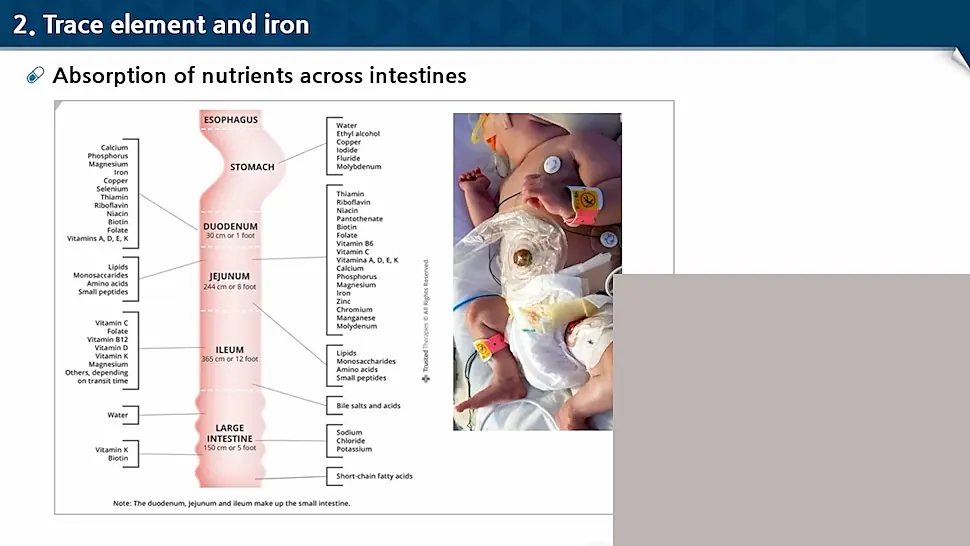 2. Trace element and iron
Absorption of nutrients across intestines
ESOPHAGUS
STOMACH
DUODENUM
30 cm or 1 foot
JEJUNUM
244 cm or 8 foot
ILEUM
365 cm or 12 foot
LARGE
INTESTINE
150 cm or 5 foot
Calcium
Phosphorus
Magnesium
Iron
Copper
Selenium
Thiamin
Riboflavin
Niacin
Biotin
Folate
Vitamins A, D, E, K
Lipids
Monosaccarides
Amino acids
Small peptides
Vitamin C
Folate
Vitamin B12
Vitamin D
Vitamin K
Magnesium
Others, depending
on transit time
Water
Vitamin K
Biotin
Water
Ethyl alcohol
Copper
Iodide
Fluride
Molybdenum
Thiamin
Riboflavin
Niacin
Pantothenate
Biotin
Folate
Vitamin B6
Vitamin C
Vitamina A, D, E, K
Calcium
Phosphorus
Magnesium
Iron
Zinc
Chromium
Manganese
Molydenum
Lipids
Monosaccharides
Amino acids
Small peptides
Bile salts and acids
Sodium
Chloride
Potassium
Short-chain fatty acids
Trusted Therapies © All Rights Reserved.
Note: The duodenum, jejunum and ileum make up the small intestine.